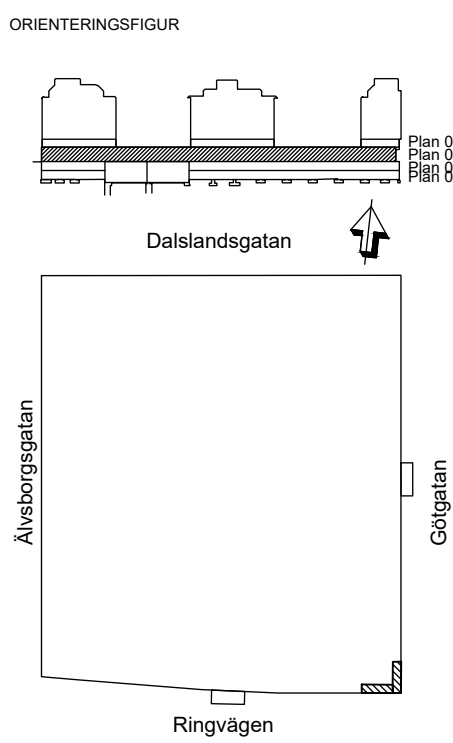 ORIENTERINGSFIGUR
Plan 0
Plan 0
Plan 0
Plan 0
Dalslandsgatan
Älvsborgsgatan
Götgatan
Ringvägen